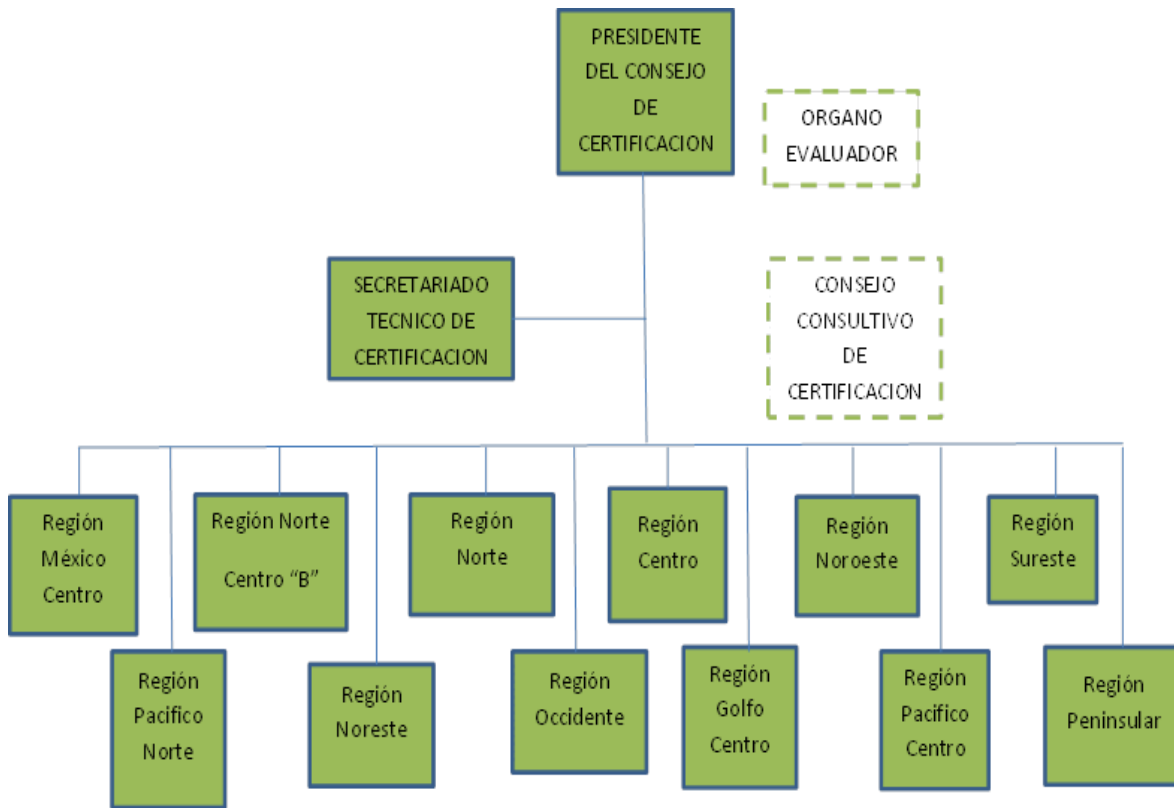 PRESIDENTE
DEL CONSEJO
DE
CERTIFICACION
ORGANO
EVALUADOR
SECRETARIADO
TECNICO DE
CERTIFICACION
CONSEJO
CONSULTIVO
DE
CERTIFICACION
Región
México
Centro
Región Norte
Centro “B”
Región
Norte
Región
Centro
Región
Noroeste
Región
Sureste
Región
Pacifico
Norte
Región
Noreste
Región
Occidente
Región
Golfo
Centro
Región
Pacifico
Centro
Región
Peninsular